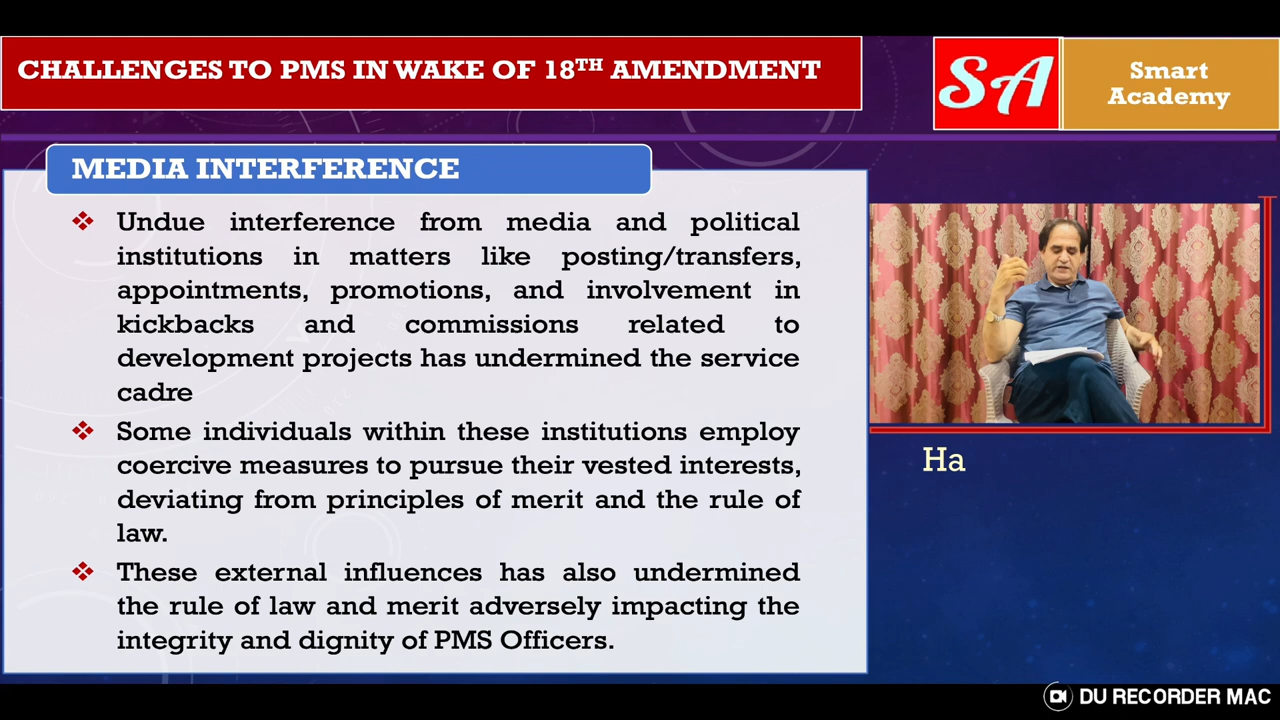 CHALLENGES TO PMS IN WAKE OF 18TH AMENDMENT
SA
Smart
Academy
MEDIA INTERFERENCE
Undue interference from media and political
institutions in matters like posting/transfers,
appointments, promotions, and involvement in
kickbacks and commissions related to
development projects has undermined the service
cadre
Some individuals within these institutions employ
coercive measures to pursue their vested interests,
deviating from principles of merit and the rule of
law.
These external influences has also undermined
the rule of law and merit adversely impacting the
integrity and dignity of PMS Officers.
Ha
DU RECORDER MAC